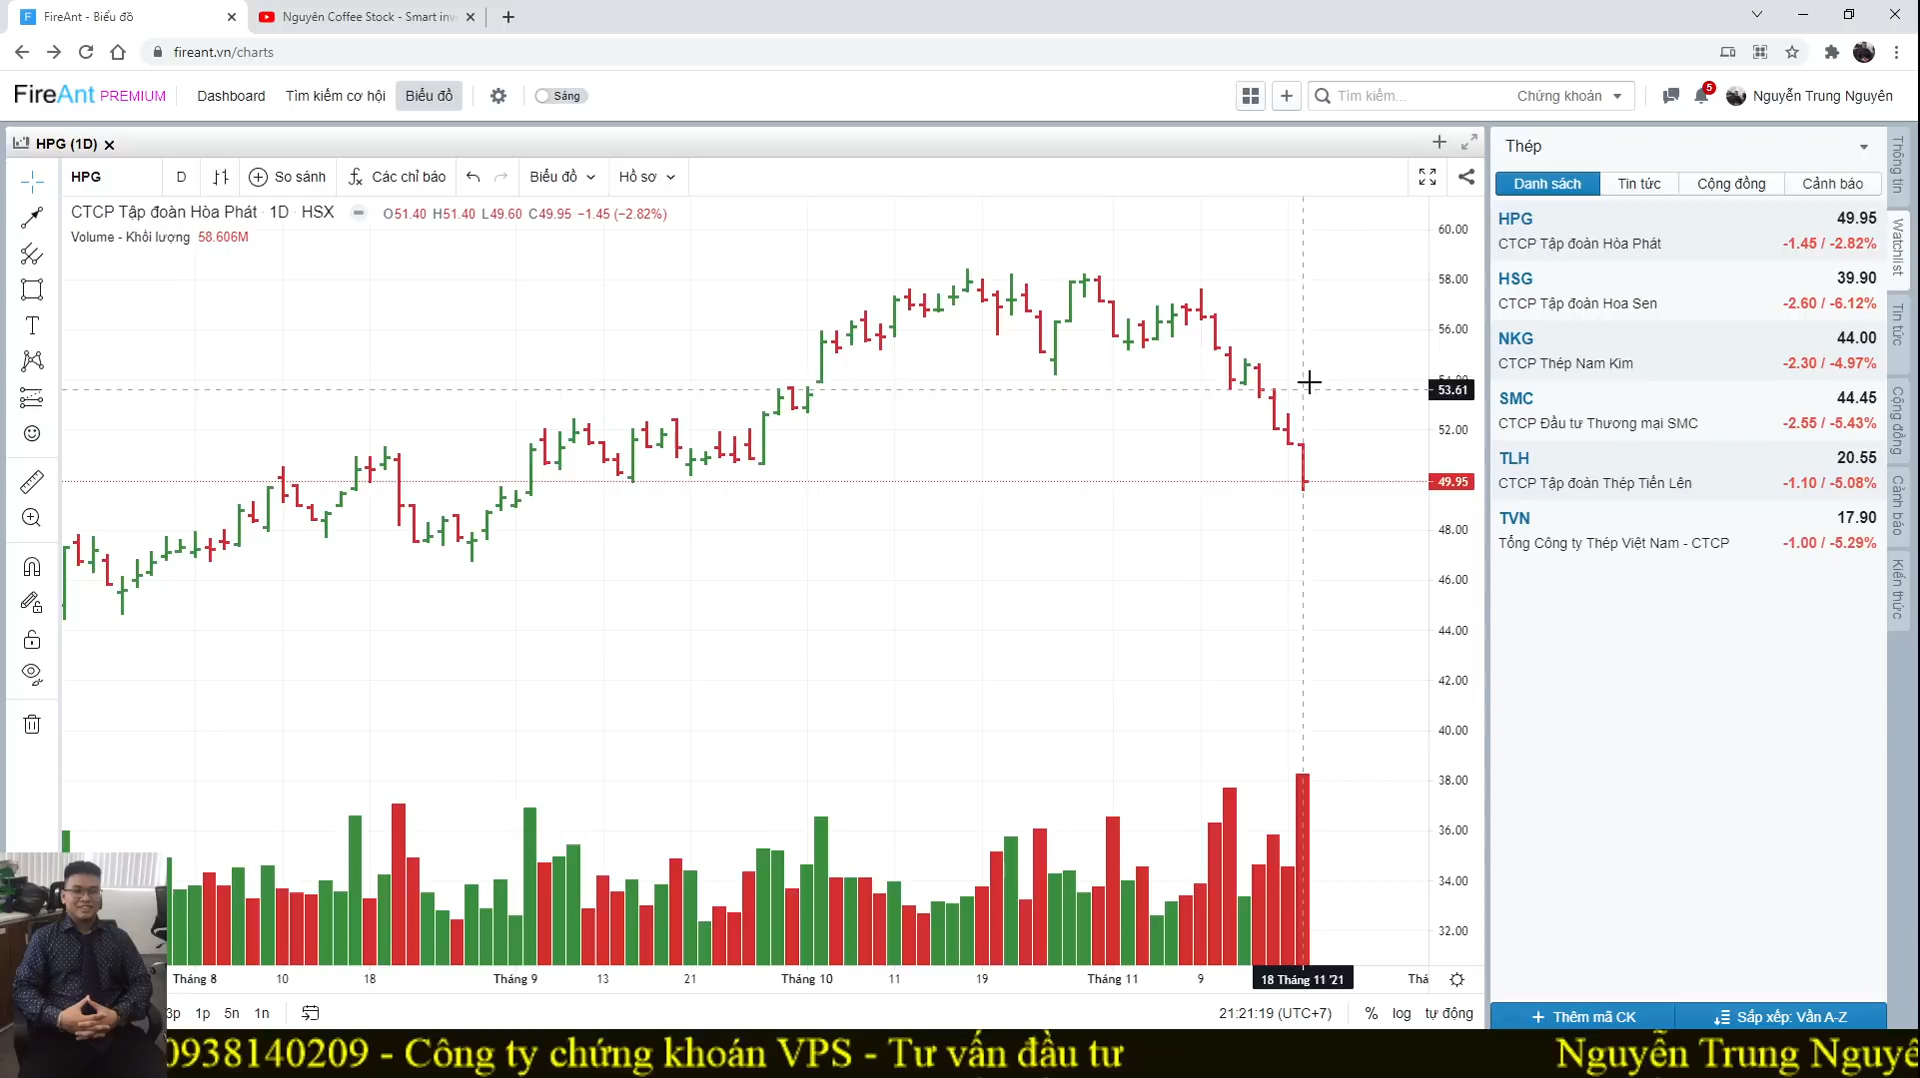 FireAnt - Biểu đồ
Nguyên Coffee Stock - Smart inv
fireant.vn/charts
FireAnt PREMIUM
Dashboard
Tìm kiếm cơ hội
Biểu đồ
Sáng
Tìm kiếm...
Chứng khoán
5
Nguyễn Trung Nguyên
HPG (1D)
HPG
D
So sánh
Các chỉ báo
Biểu đồ
Hồ sơ
CTCP Tập đoàn Hòa Phát · 1D · HSX
O51.40 H51.40 L49.60 C49.95 −1.45 (−2.82%)
Volume - Khối lượng 58.606M
60.00
58.00
56.00
54.00
53.61
52.00
49.95
48.00
46.00
44.00
42.00
40.00
38.00
36.00
34.00
32.00
Tháng 8
10
18
Tháng 9
13
21
Tháng 10
11
19
Tháng 11
9
18 Tháng 11 '21
Thá
3p
1p
5n
1n
21:21:19 (UTC+7)
%
log
tự động
Thép
Danh sách
Tin tức
Cộng đồng
Cảnh báo
HPG 49.95
CTCP Tập đoàn Hòa Phát -1.45 / -2.82%
HSG 39.90
CTCP Tập đoàn Hoa Sen -2.60 / -6.12%
NKG 44.00
CTCP Thép Nam Kim -2.30 / -4.97%
SMC 44.45
CTCP Đầu tư Thương mại SMC -2.55 / -5.43%
TLH 20.55
CTCP Tập đoàn Thép Tiến Lên -1.10 / -5.08%
TVN 17.90
Tổng Công ty Thép Việt Nam - CTCP -1.00 / -5.29%
Thêm mã CK
Sắp xếp: Vần A-Z
Thông tin
Watchlist
Tin tức
Cộng đồng
Cảnh báo
Kiến thức
0938140209 - Công ty chứng khoán VPS - Tư vấn đầu tư
Nguyễn Trung Nguyê